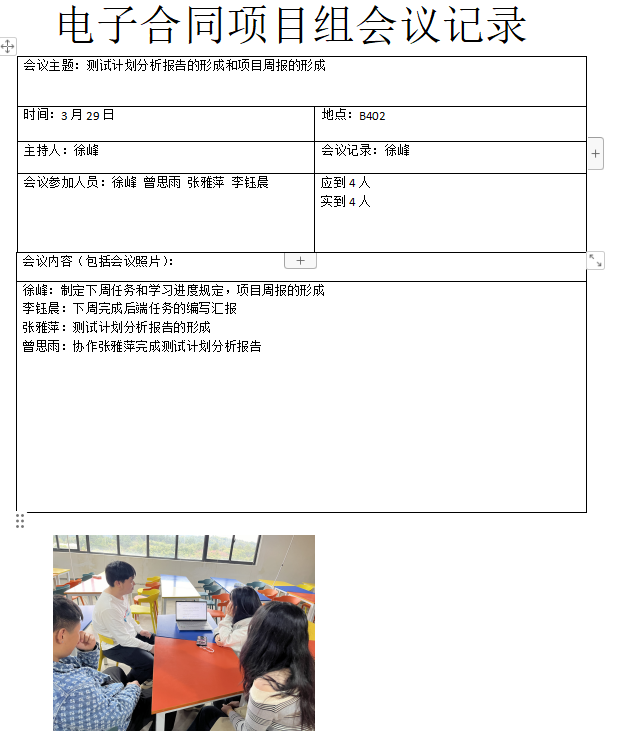 电子合同项目组会议记录
会议主题：测试计划分析报告的形成和项目周报的形成
时间：3月29日
地点：B402
主持人：徐峰
会议记录：徐峰
会议参加人员：徐峰 曾思雨 张雅萍 李钰晨
应到4人
实到4人
会议内容（包括会议照片）：
徐峰：制定下周任务和学习进度规定，项目周报的形成
李钰晨：下周完成后端任务的编写汇报
张雅萍：测试计划分析报告的形成
曾思雨：协作张雅萍完成测试计划分析报告